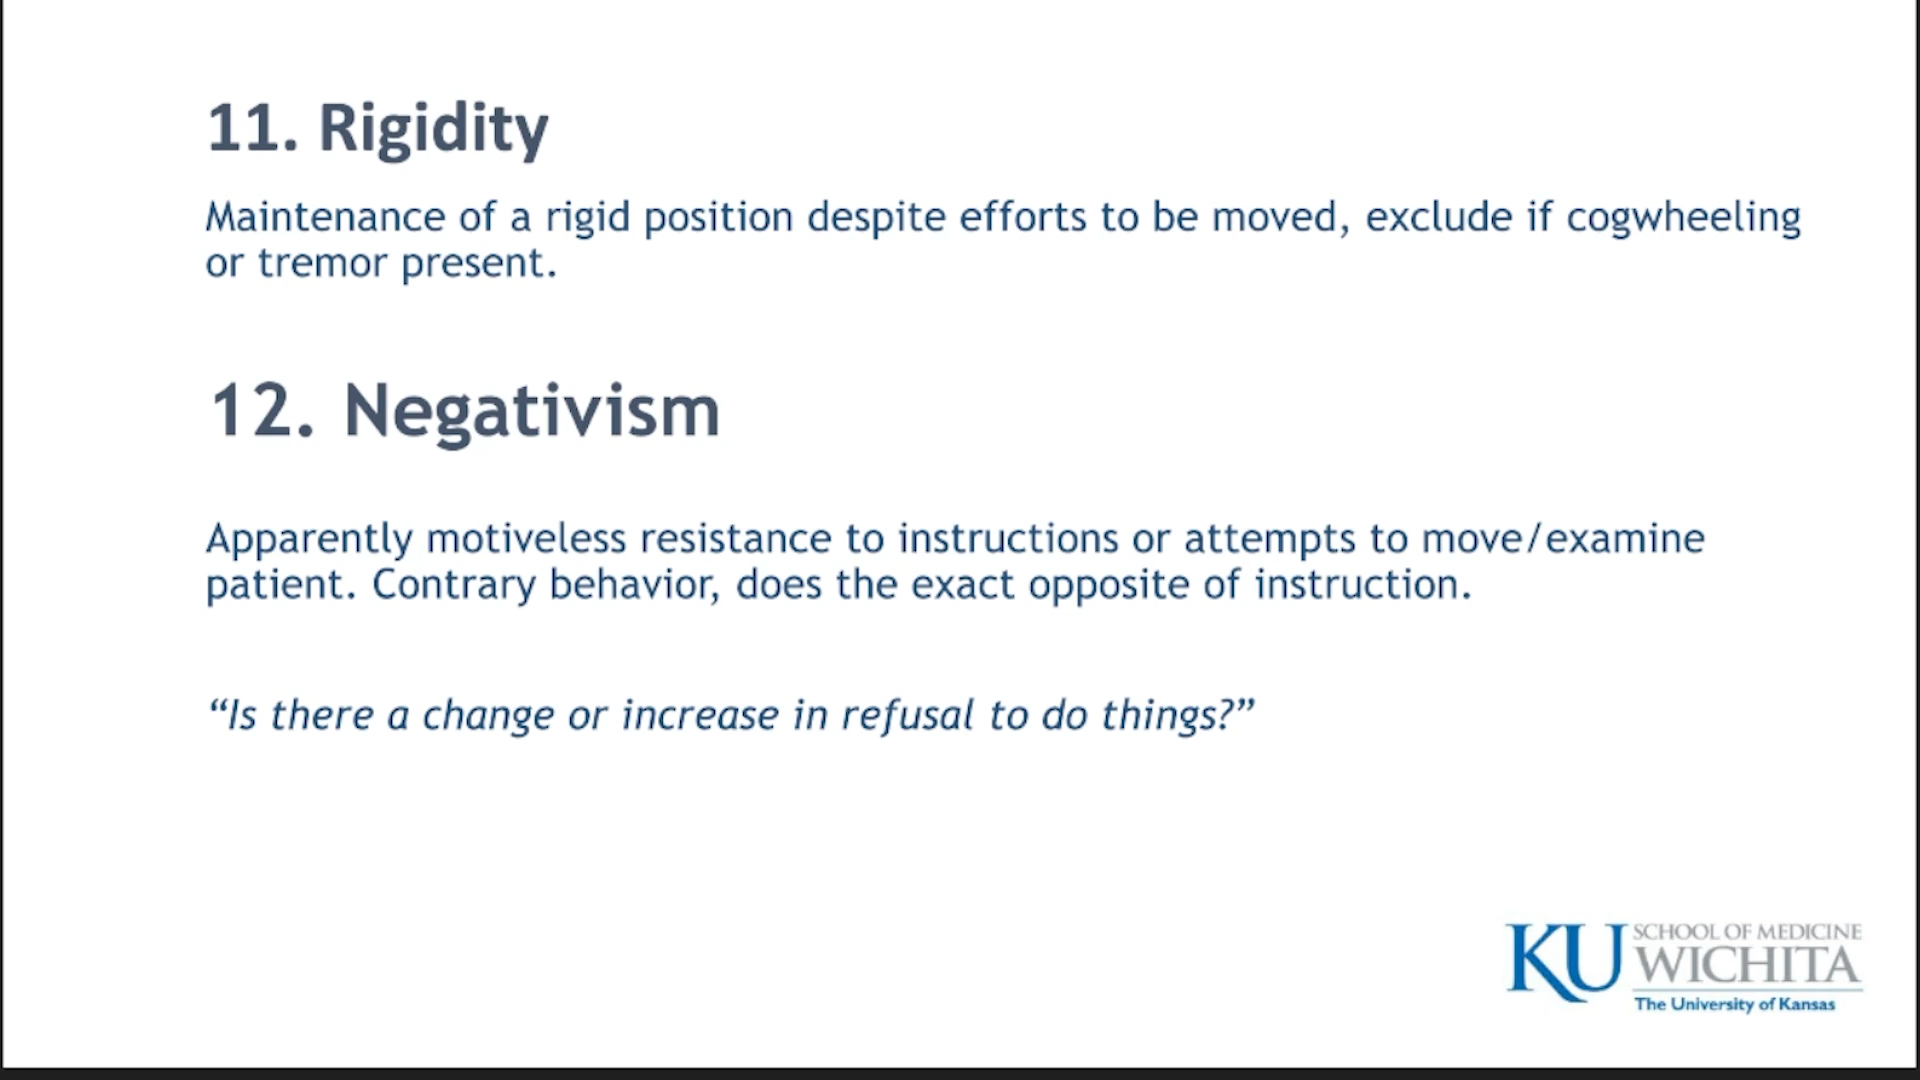 11. Rigidity
Maintenance of a rigid position despite efforts to be moved, exclude if cogwheeling
or tremor present.
12. Negativism
Apparently motiveless resistance to instructions or attempts to move/examine
patient. Contrary behavior, does the exact opposite of instruction.
“Is there a change or increase in refusal to do things?”
KU SCHOOL OF MEDICINE
WICHITA
The University of Kansas